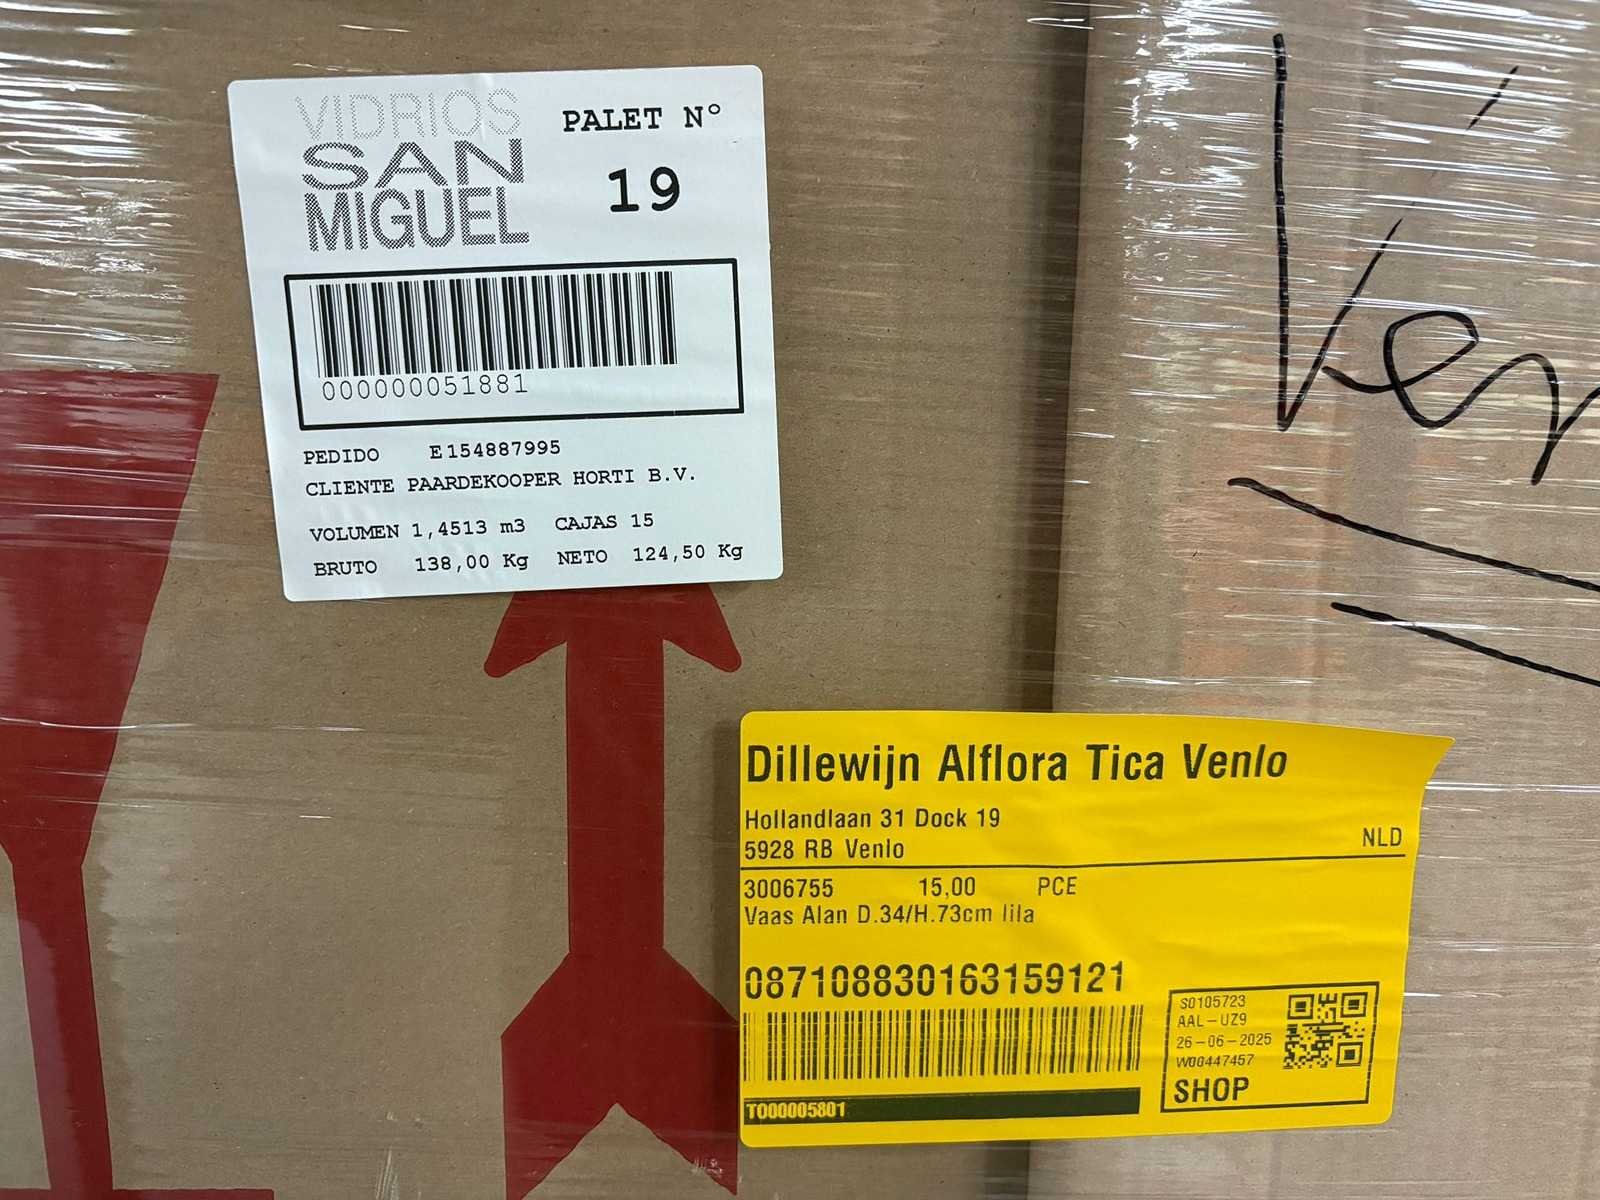 VIDRIOS
SAN
MIGUEL
PALET Nº
19
000000051881
PEDIDO E154887995
CLIENTE PAARDEKOOPER HORTI B.V.
VOLUMEN 1,4513 m3 CAJAS 15
BRUTO 138,00 Kg NETO 124,50 Kg
Dillewijn Alflora Tica Venlo
Hollandlaan 31 Dock 19
5928 RB Venlo
NLD
3006755 15,00 PCE
Vaas Alan D.34/H.73cm lila
087108830163159121
T000005801
S0105723
AAL-UZ9
26-06-2025
W00447457
SHOP